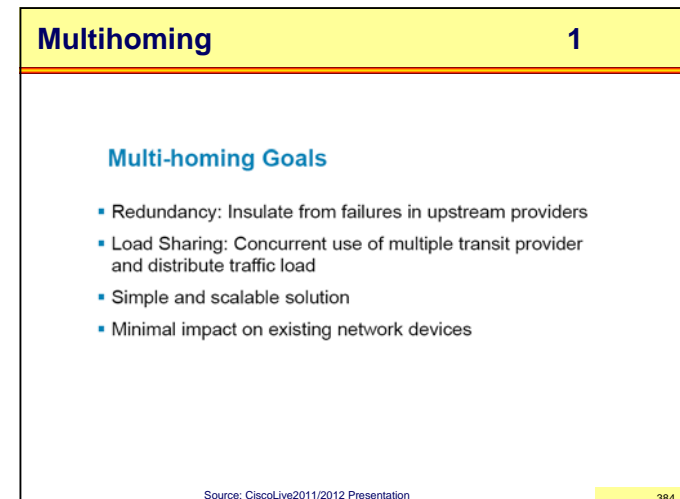 Multihoming 1
Multi-homing Goals
▪ Redundancy: Insulate from failures in upstream providers
▪ Load Sharing: Concurrent use of multiple transit provider
and distribute traffic load
▪ Simple and scalable solution
▪ Minimal impact on existing network devices
Source: CiscoLive2011/2012 Presentation
384